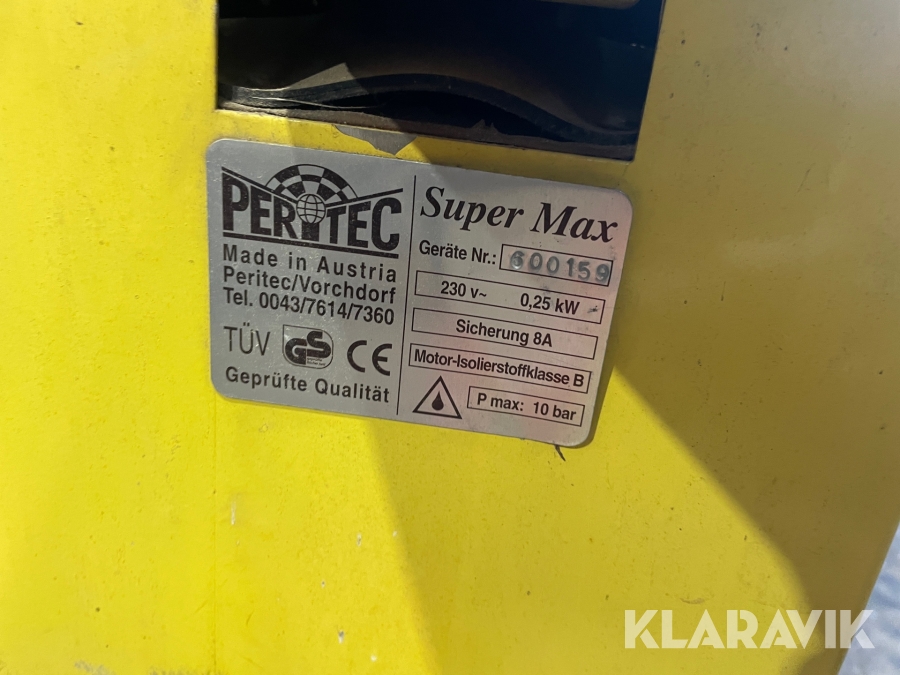 PERITEC
Made in Austria
Peritec/Vorchdorf
Tel. 0043/7614/7360
TÜV GS CE
Geprüfte Qualität
Super Max
Geräte Nr.: 600159
230 v~ 0,25 kW
Sicherung 8A
Motor-Isolierstoffklasse B
P max: 10 bar
KLARAVIK